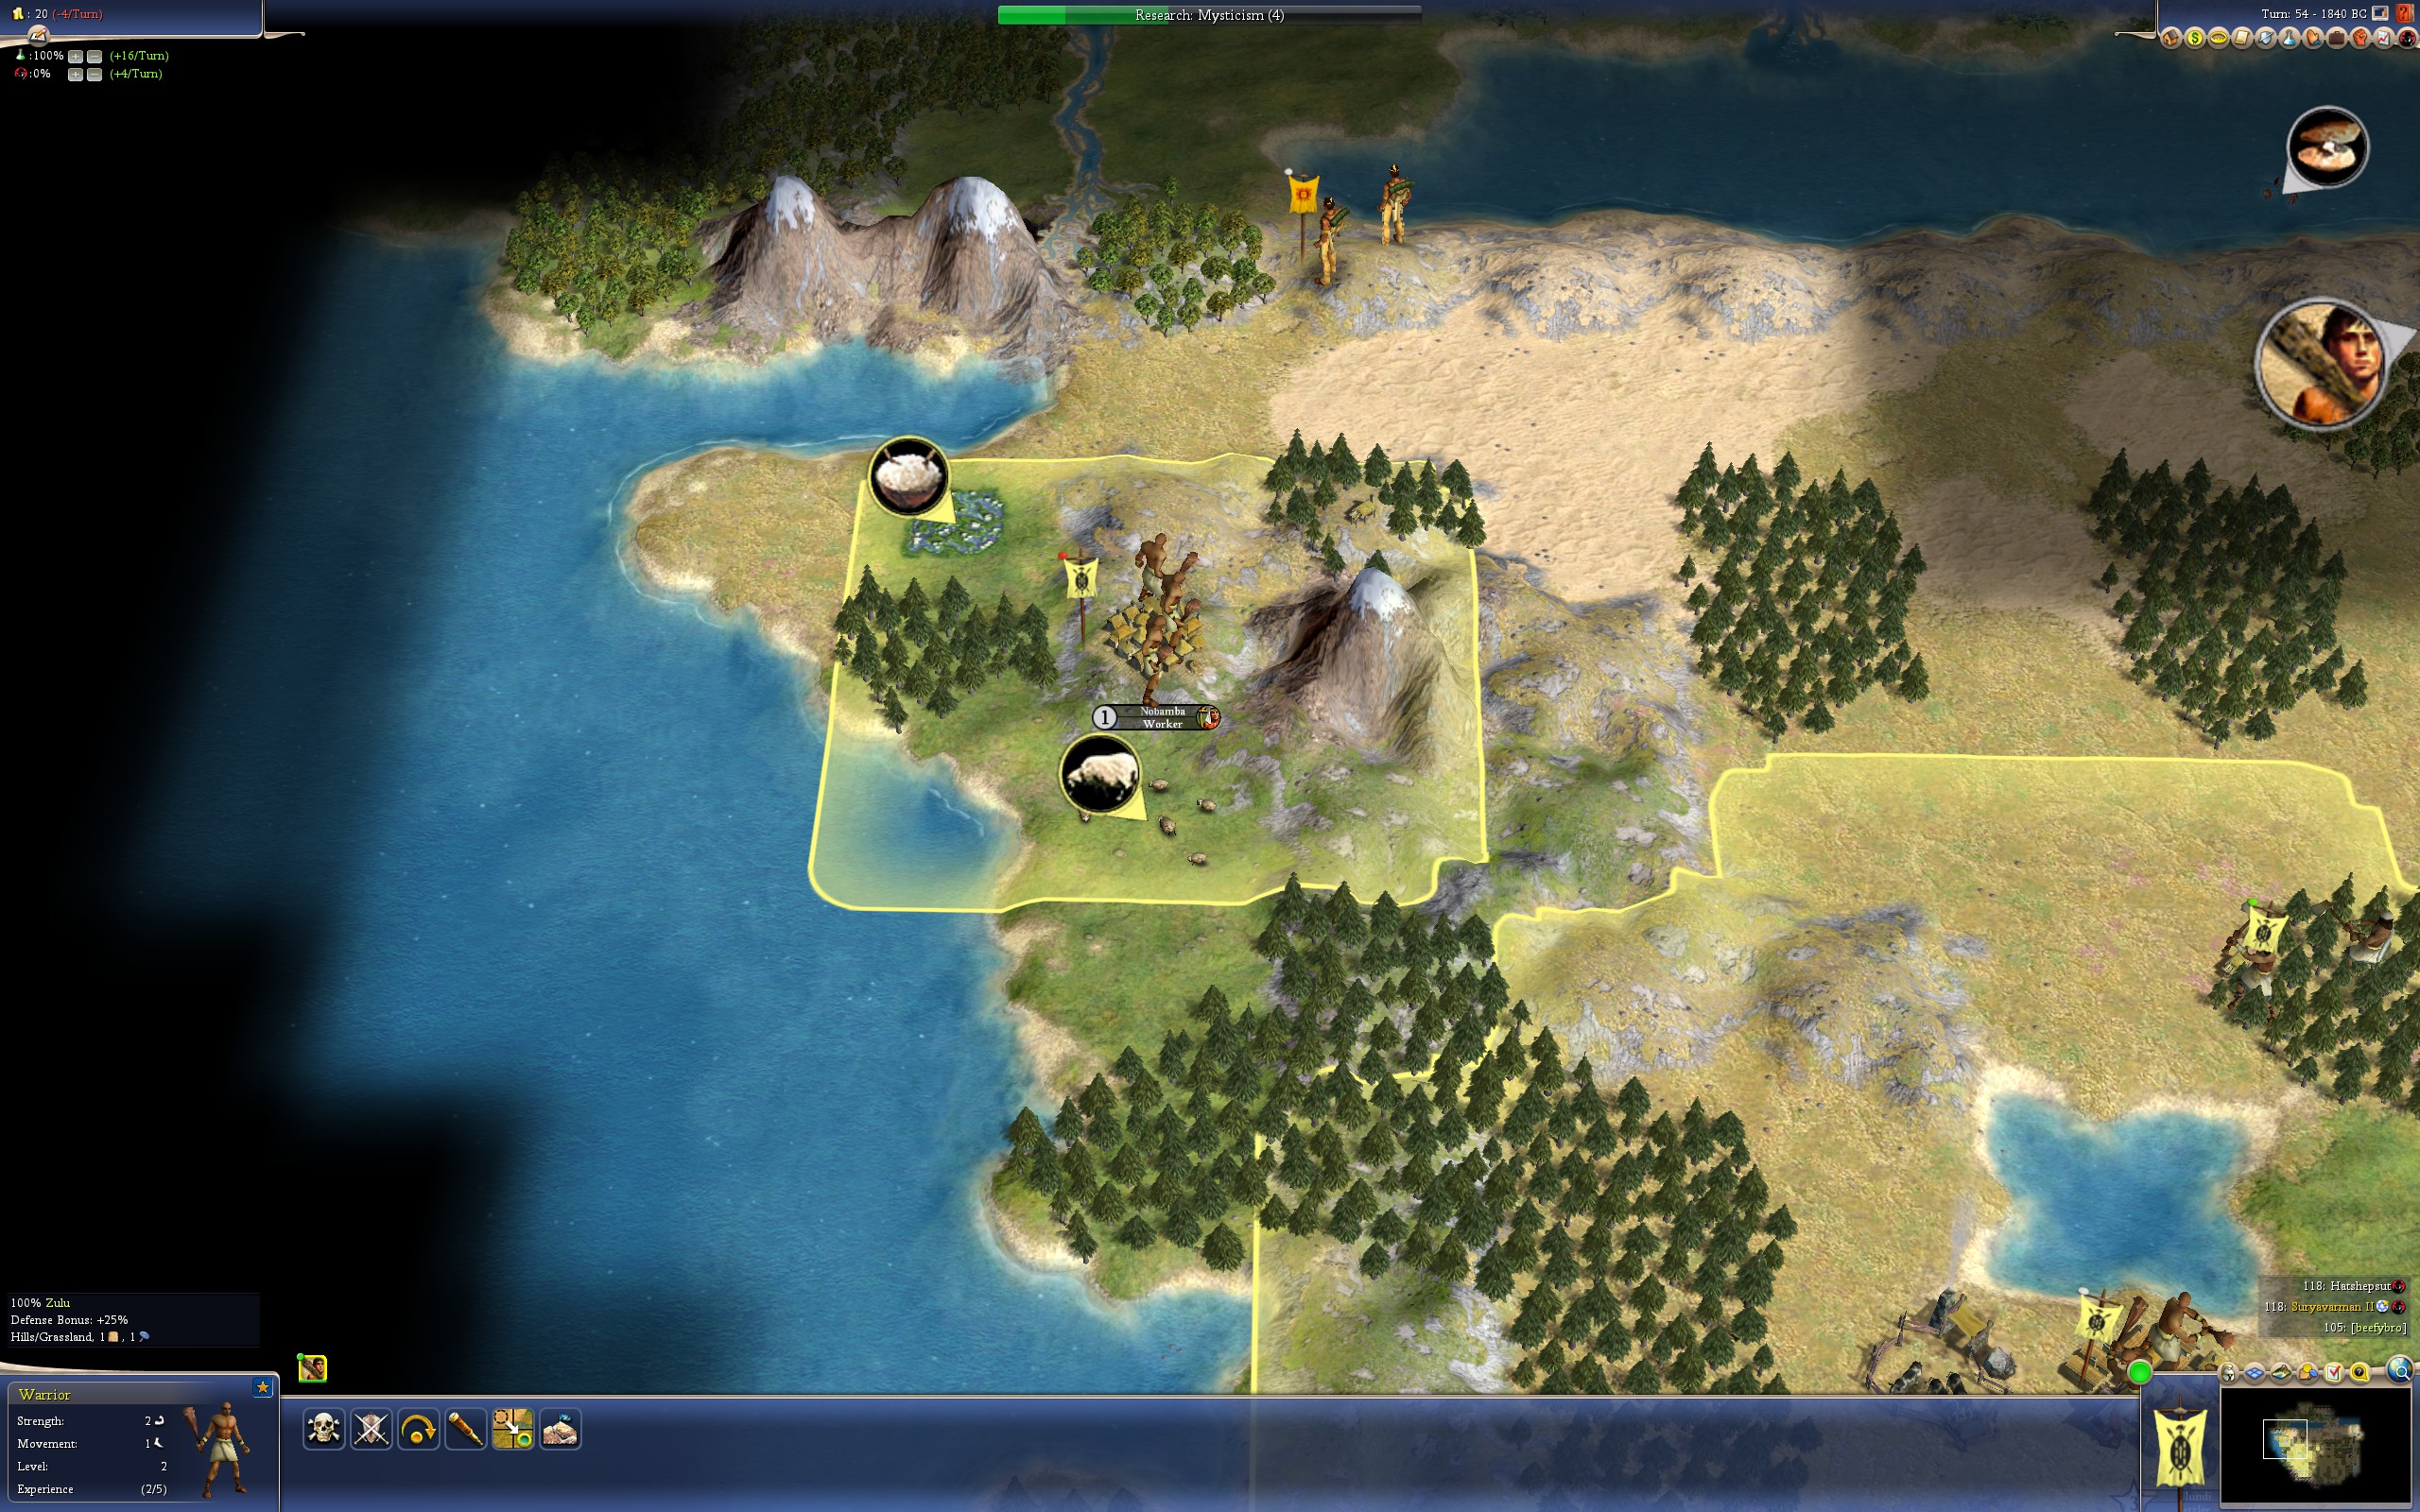 : 20 (-4/Turn)
Research: Mysticism (4)
Turn: 54 - 1840 BC
:100% (+16/Turn)
:0% (+4/Turn)
1 Nobamba
Worker
118: Hatshepsut
118: Suryavarman II
105: [beefybro]
100% Zulu
Defense Bonus: +25%
Hills/Grassland, 1 , 1
Warrior
Strength: 2
Movement: 1
Level: 2
Experience (2/5)